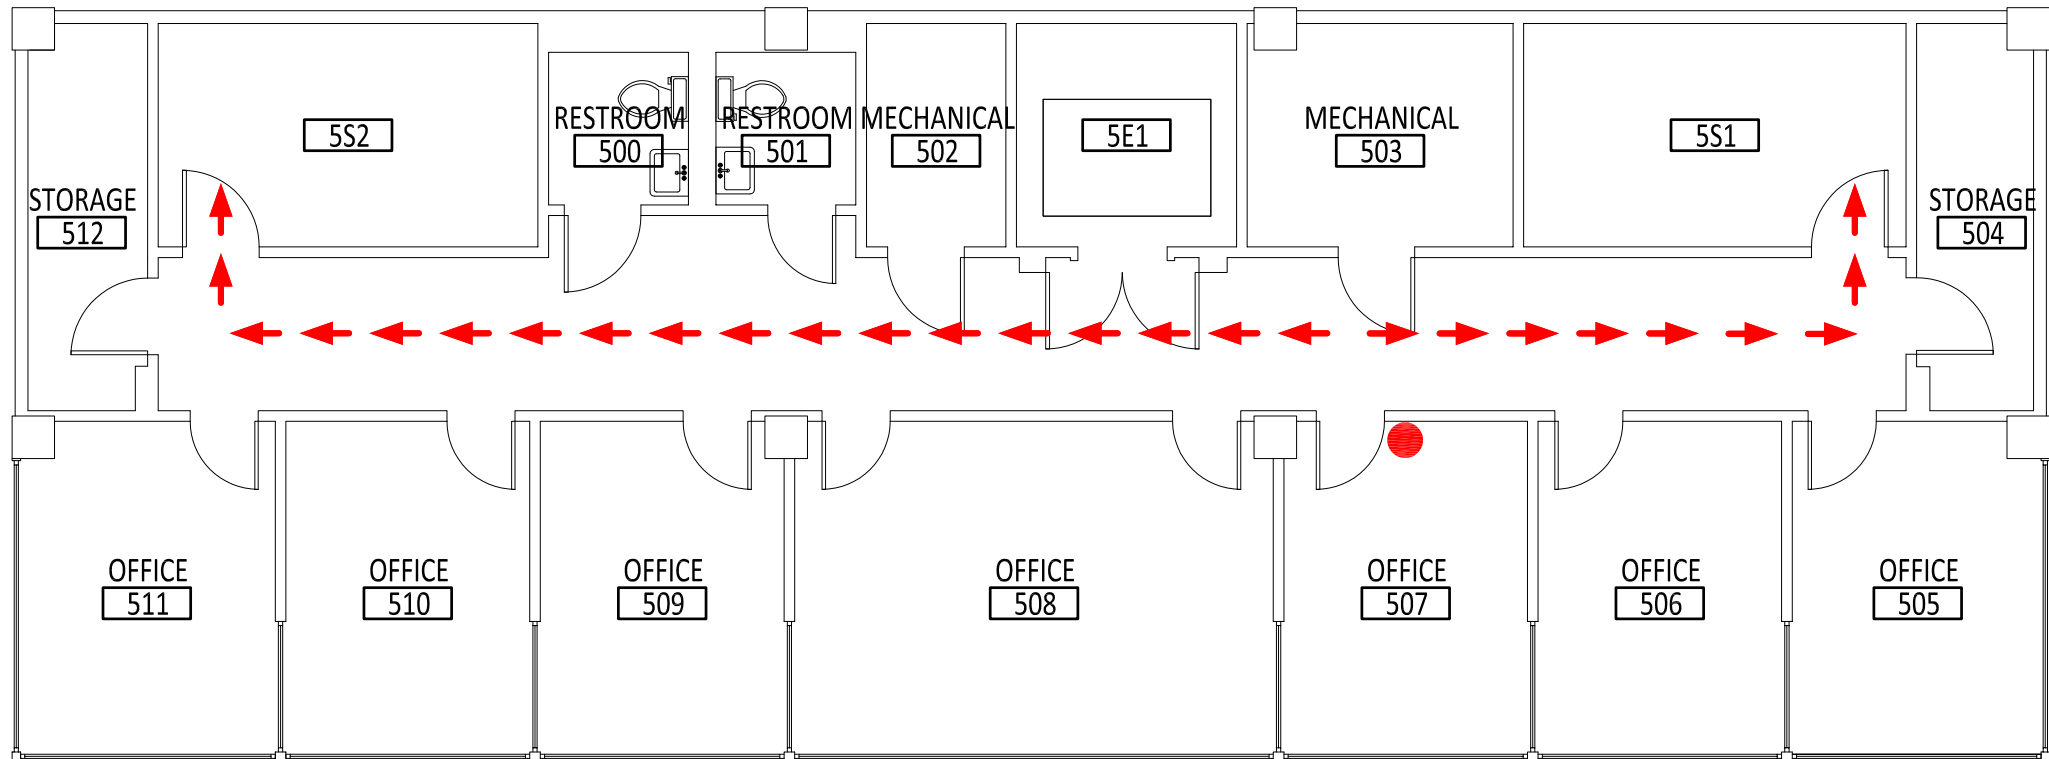 5S2
RESTROOM
500
RESTROOM
501
MECHANICAL
502
5E1
MECHANICAL
503
5S1
STORAGE
512
STORAGE
504
OFFICE
511
OFFICE
510
OFFICE
509
OFFICE
508
OFFICE
507
OFFICE
506
OFFICE
505